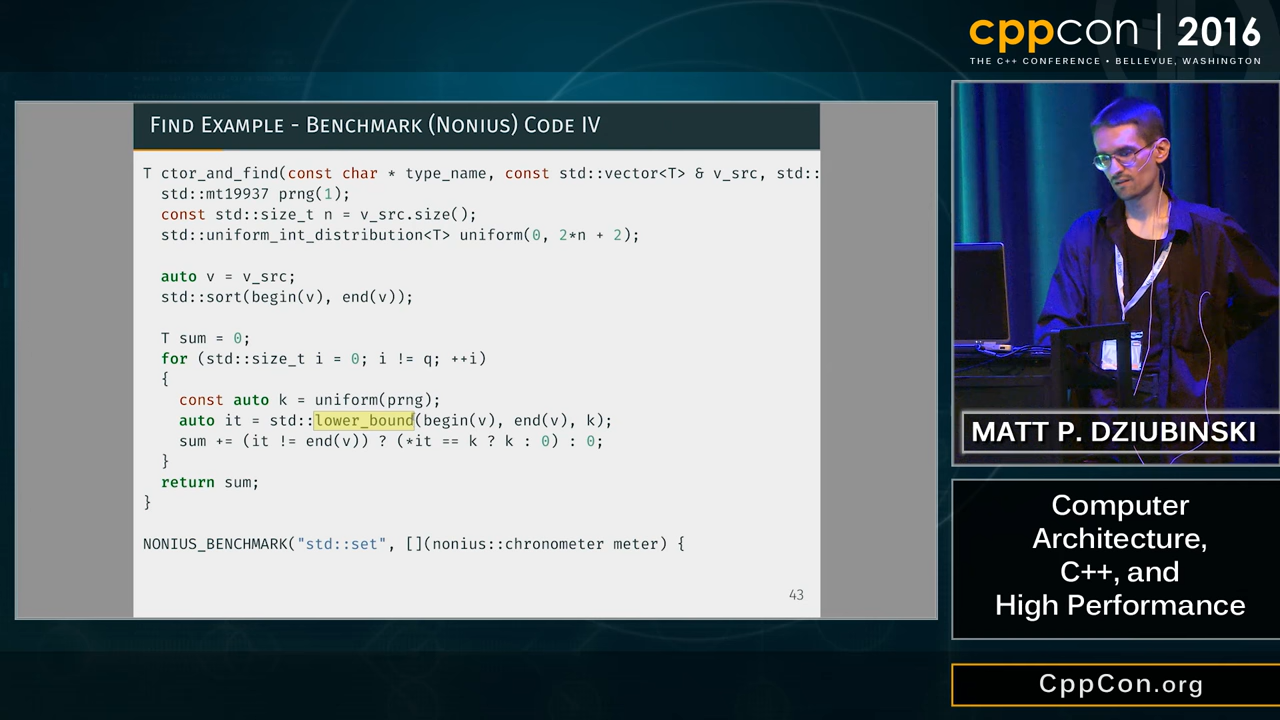 cppcon | 2016
THE C++ CONFERENCE • BELLEVUE, WASHINGTON
FIND EXAMPLE - BENCHMARK (NONIUS) CODE IV
T ctor_and_find(const char * type_name, const std::vector<T> & v_src, std::
std::mt19937 prng(1);
const std::size_t n = v_src.size();
std::uniform_int_distribution<T> uniform(0, 2*n + 2);
auto v = v_src;
std::sort(begin(v), end(v));
T sum = 0;
for (std::size_t i = 0; i != q; ++i)
{
const auto k = uniform(prng);
auto it = std::lower_bound(begin(v), end(v), k);
sum += (it != end(v)) ? (*it == k ? k : 0) : 0;
}
return sum;
}
NONIUS_BENCHMARK("std::set", [](nonius::chronometer meter) {
43
MATT P. DZIUBINSKI
Computer
Architecture,
C++, and
High Performance
CppCon.org